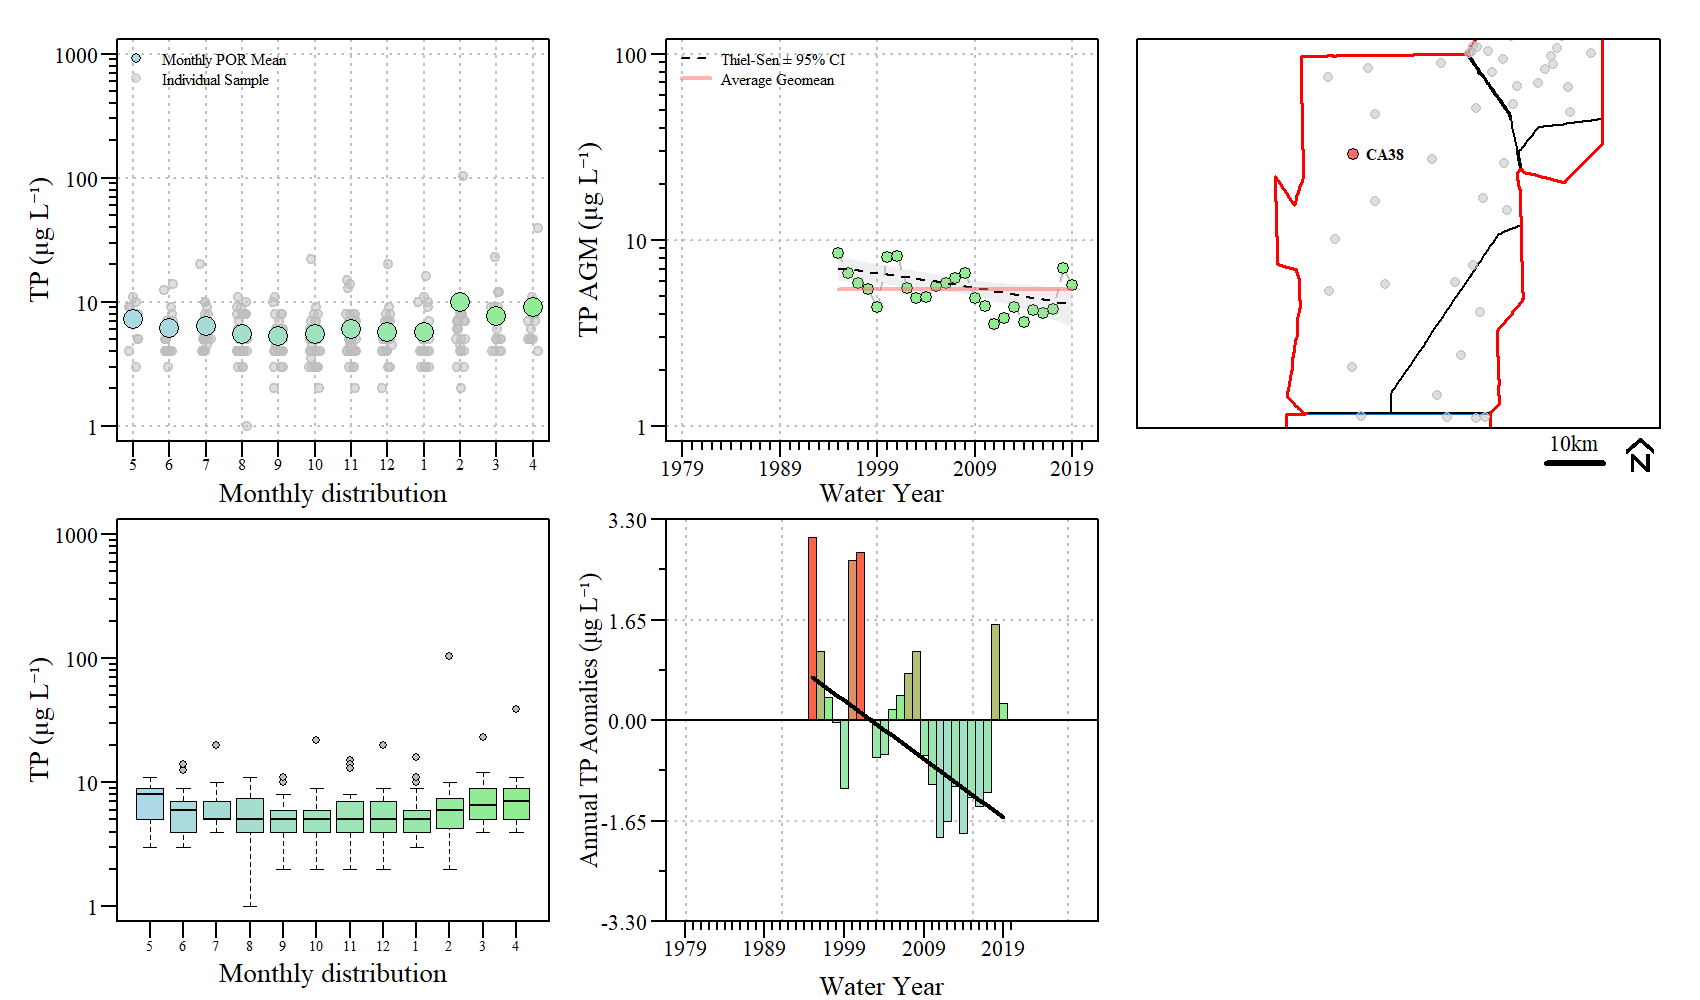 1000
100
10
1
TP (µg L⁻¹)
Monthly POR Mean
Individual Sample
5 6 7 8 9 10 11 12 1 2 3 4
Monthly distribution
100
10
1
TP AGM (µg L⁻¹)
Thiel-Sen ± 95% CI
Average Geomean
1979 1989 1999 2009 2019
Water Year
CA38
10km
N
1000
100
10
1
TP (µg L⁻¹)
5 6 7 8 9 10 11 12 1 2 3 4
Monthly distribution
3.30
1.65
0.00
-1.65
-3.30
Annual TP Aomalies (µg L⁻¹)
1979 1989 1999 2009 2019
Water Year